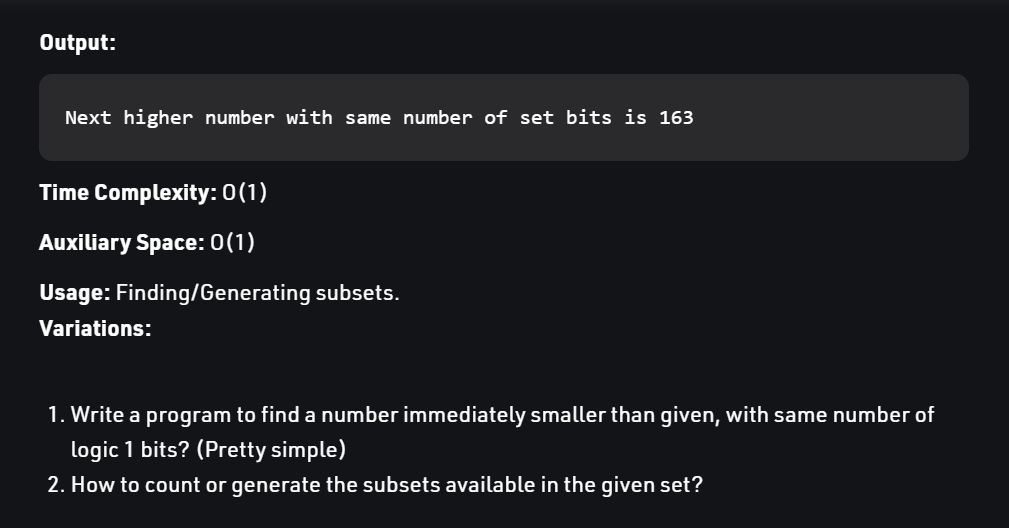 Output:
Next higher number with same number of set bits is 163
Time Complexity: O(1)
Auxiliary Space: O(1)
Usage: Finding/Generating subsets.
Variations:
1. Write a program to find a number immediately smaller than given, with same number of
logic 1 bits? (Pretty simple)
2. How to count or generate the subsets available in the given set?